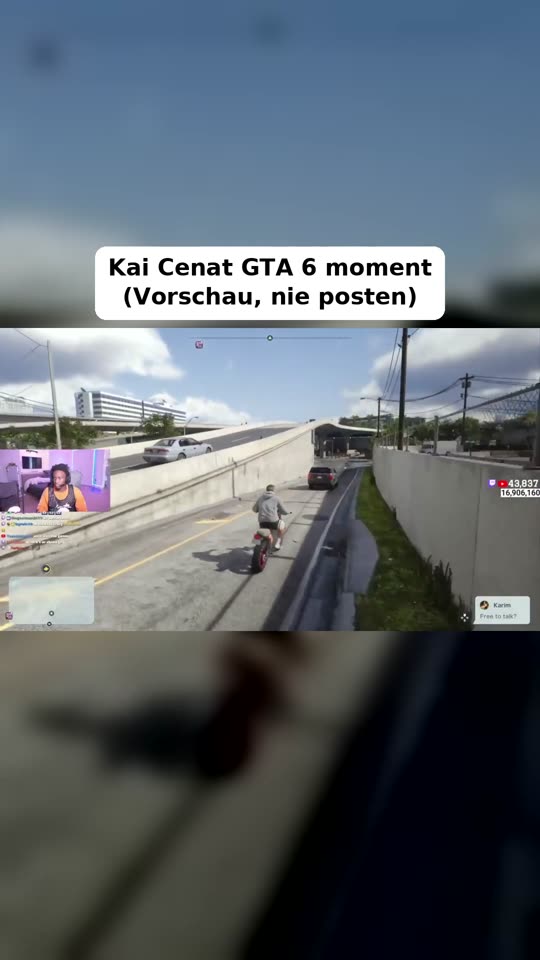 Kai Cenat GTA 6 moment
(Vorschau, nie posten)
43,837
16,906,160
Karim
Free to talk?